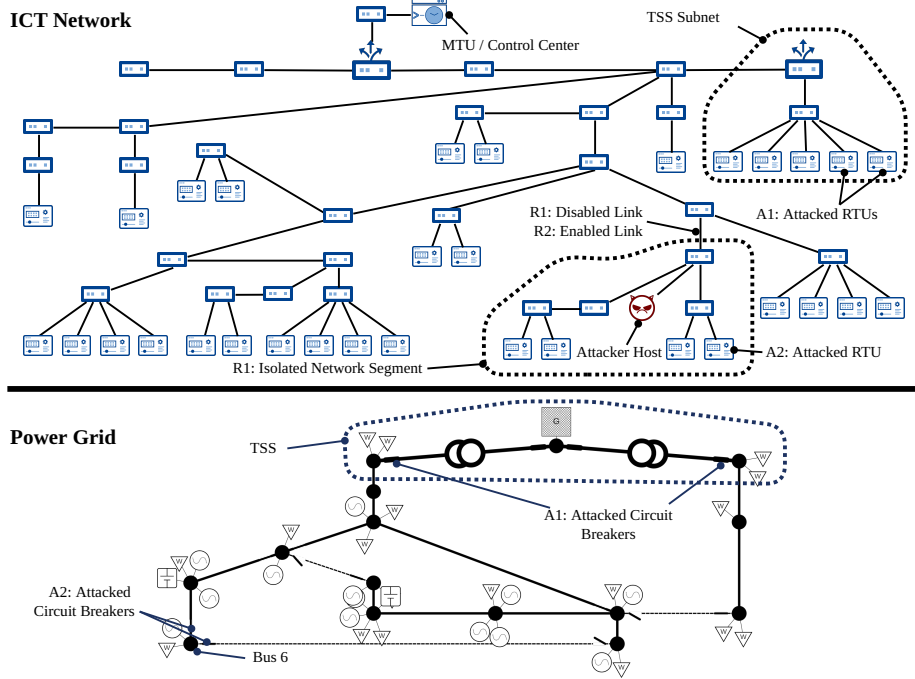 ICT Network
TSS Subnet
MTU / Control Center
A1: Attacked RTUs
R1: Disabled Link
R2: Enabled Link
Attacker Host
A2: Attacked RTU
R1: Isolated Network Segment
Power Grid
TSS
G
W
W
W
W
A1: Attacked Circuit
Breakers
W
W
W
W
W
W
W
A2: Attacked
Circuit Breakers
W
W
W
W
W
Bus 6
W